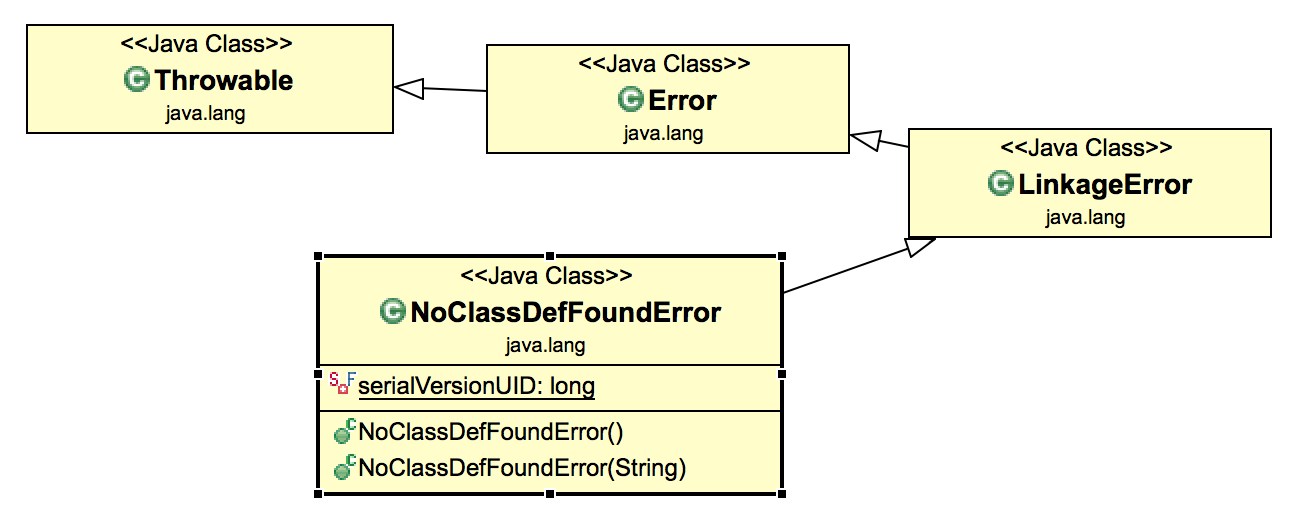 <<Java Class>>
C Throwable
java.lang
<<Java Class>>
C Error
java.lang
<<Java Class>>
C LinkageError
java.lang
<<Java Class>>
C NoClassDefFoundError
java.lang
S F serialVersionUID: long
C NoClassDefFoundError()
C NoClassDefFoundError(String)